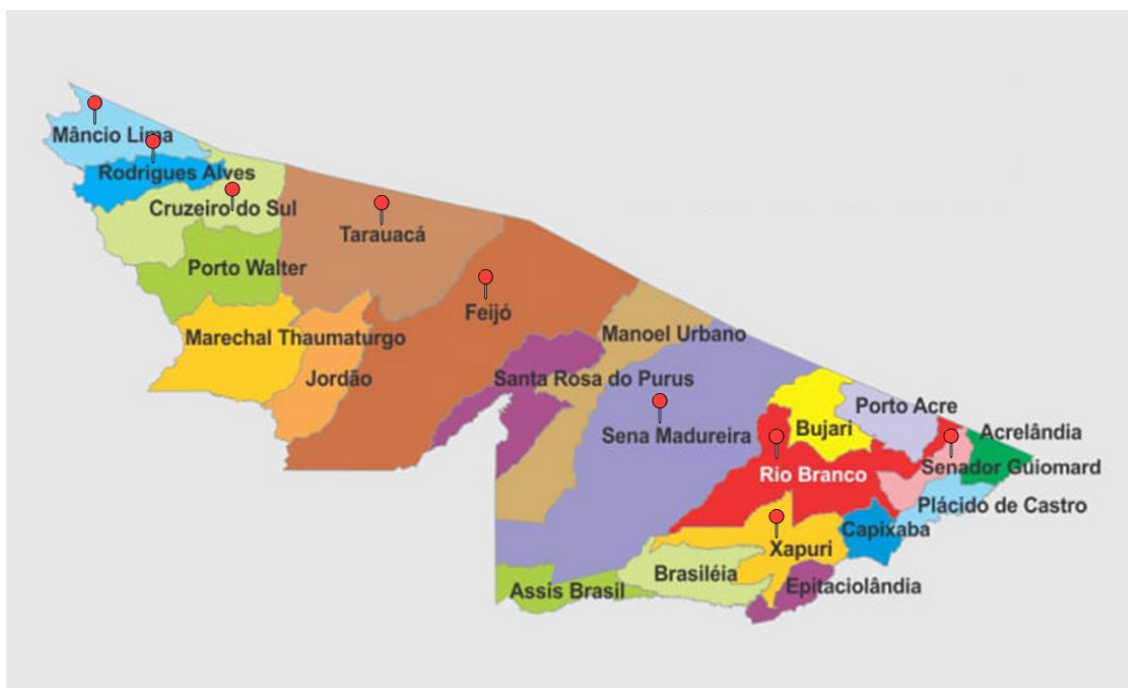 Mâncio Lima
Rodrigues Alves
Cruzeiro do Sul
Tarauacá
Porto Walter
Feijó
Marechal Thaumaturgo
Manoel Urbano
Jordão
Santa Rosa do Purus
Porto Acre
Sena Madureira
Bujari
Acrelândia
Rio Branco
Senador Guiomard
Plácido de Castro
Capixaba
Xapuri
Brasiléia
Epitaciolândia
Assis Brasil